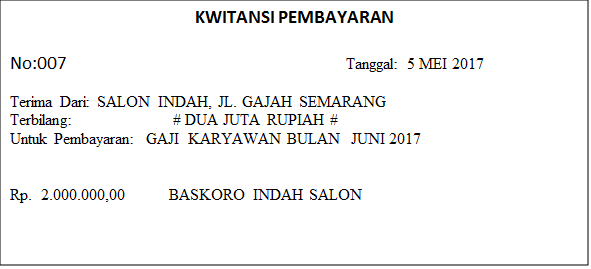 KWITANSI PEMBAYARAN
No:007 Tanggal: 5 MEI 2017
Terima Dari: SALON INDAH, JL. GAJAH SEMARANG
Terbilang: # DUA JUTA RUPIAH #
Untuk Pembayaran: GAJI KARYAWAN BULAN JUNI 2017
Rp. 2.000.000,00 BASKORO INDAH SALON